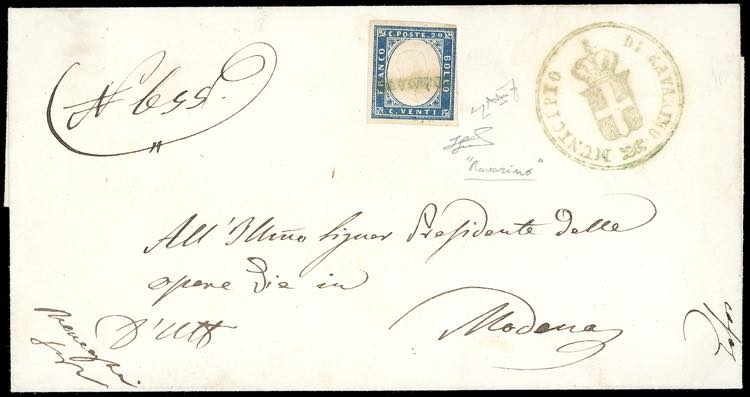 N 655.
C. POSTE. 20
FRANCO
BOLLO
C. VENTI
MUNICIPIO DI RAVARINO
"Ravarino"
All' Illmo Signor Presidente delle
opere Pie in
D'Uff
Modena